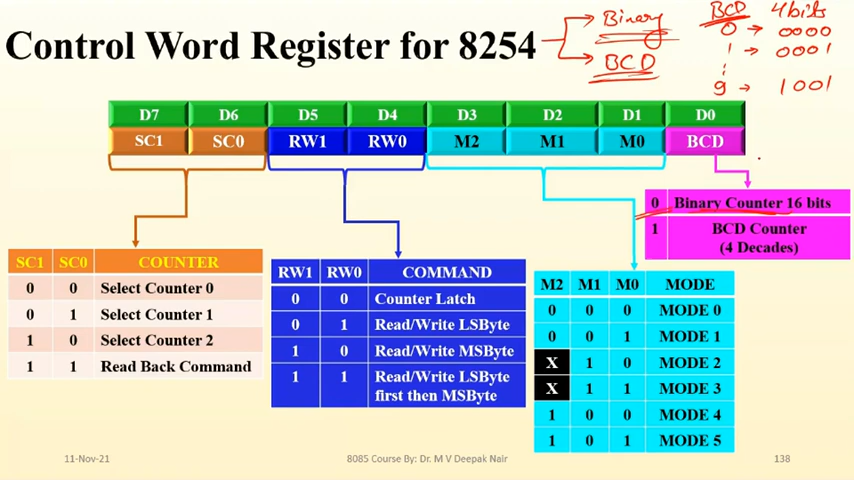 Control Word Register for 8254
Binary
BCD
BCD 4 bits
0 → 0000
1 → 0001
9 → 1001
D7 D6 D5 D4 D3 D2 D1 D0
SC1 SC0 RW1 RW0 M2 M1 M0 BCD
0 Binary Counter 16 bits
1 BCD Counter
(4 Decades)
SC1 SC0 COUNTER
0 0 Select Counter 0
0 1 Select Counter 1
1 0 Select Counter 2
1 1 Read Back Command
RW1 RW0 COMMAND
0 0 Counter Latch
0 1 Read/Write LSByte
1 0 Read/Write MSByte
1 1 Read/Write LSByte
first then MSByte
M2 M1 M0 MODE
0 0 0 MODE 0
0 0 1 MODE 1
X 1 0 MODE 2
X 1 1 MODE 3
1 0 0 MODE 4
1 0 1 MODE 5
11-Nov-21
8085 Course By: Dr. M V Deepak Nair
138